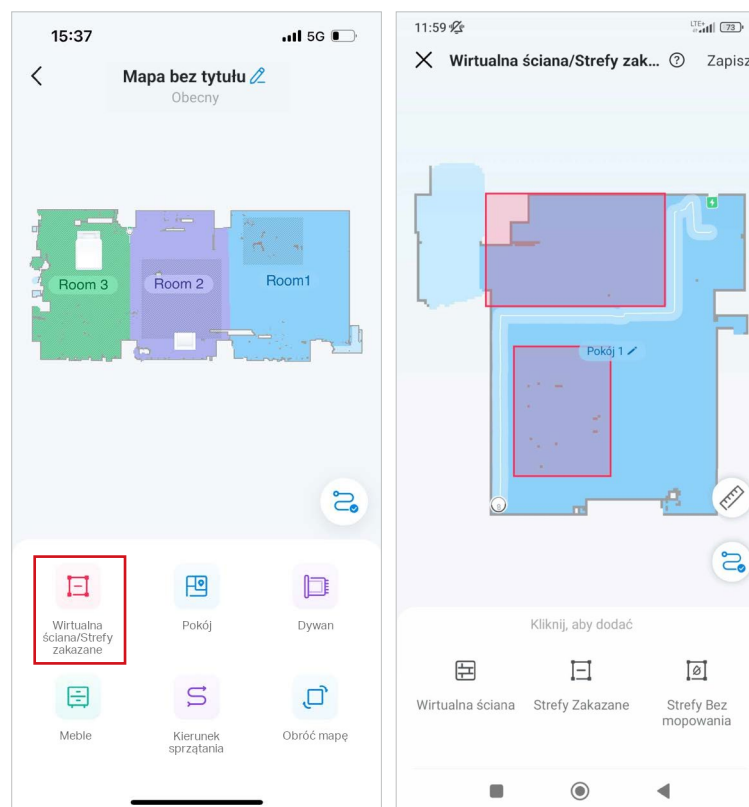 15:37
5G
Mapa bez tytułu
Obecny
Room 3
Room 2
Room1
Wirtualna
ściana/Strefy
zakazane
Pokój
Dywan
Meble
Kierunek
sprzątania
Obróć mapę
11:59
LTE+
73
Wirtualna ściana/Strefy zak... ? Zapisz
Pokój 1
Kliknij, aby dodać
Wirtualna ściana
Strefy Zakazane
Strefy Bez
mopowania